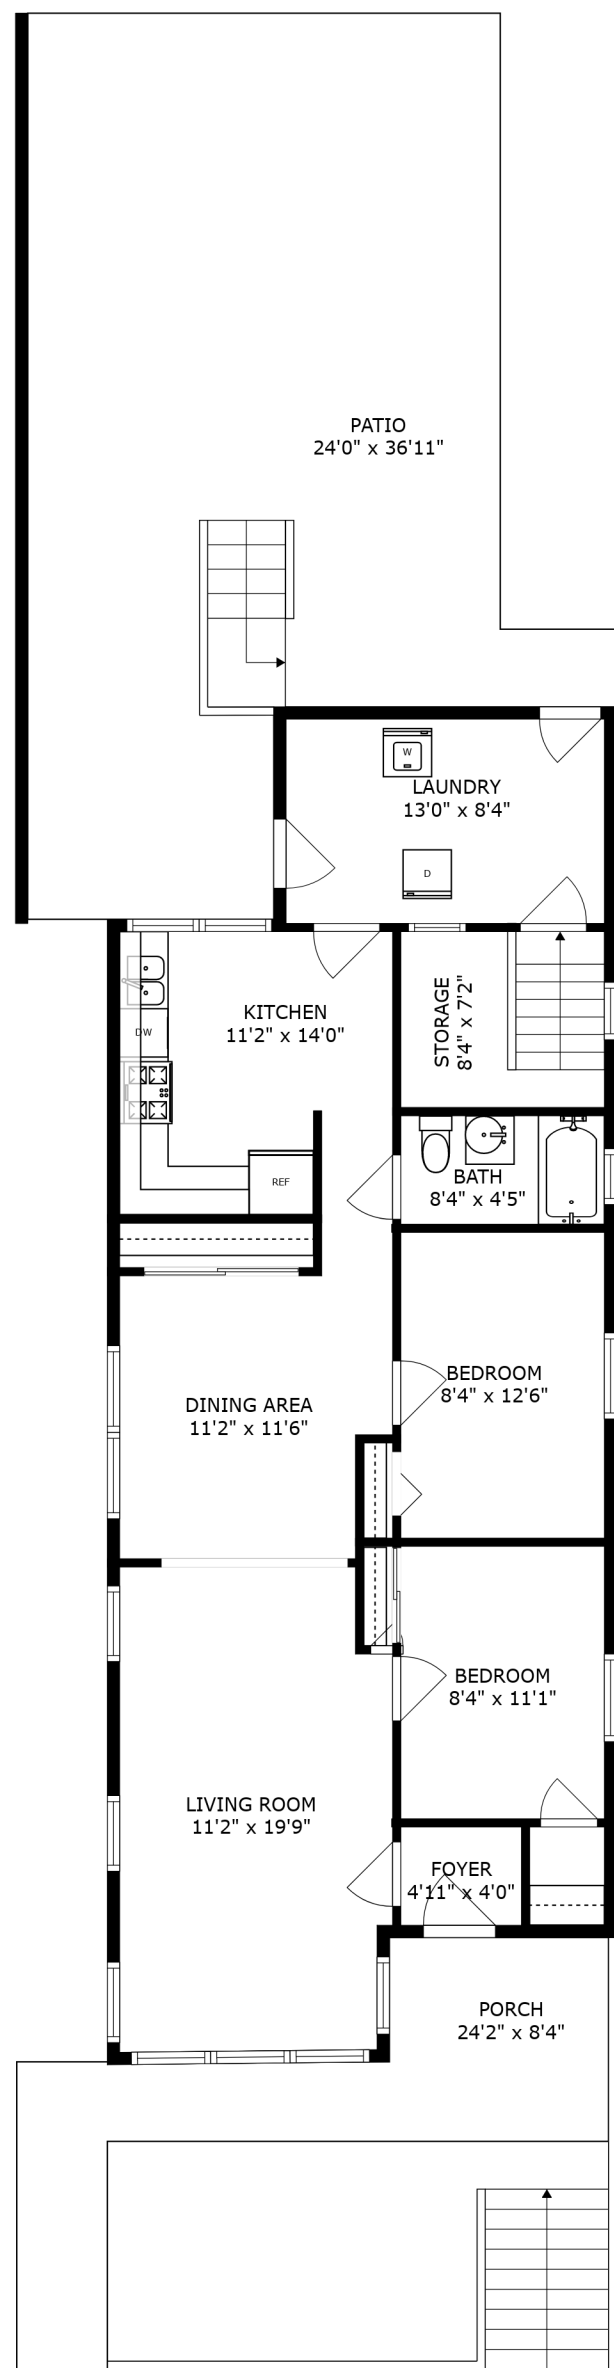 PATIO
24'0" x 36'11"
W
LAUNDRY
13'0" x 8'4"
D
KITCHEN
11'2" x 14'0"
STORAGE
8'4" x 7'2"
DW
REF
BATH
8'4" x 4'5"
BEDROOM
8'4" x 12'6"
DINING AREA
11'2" x 11'6"
BEDROOM
8'4" x 11'1"
LIVING ROOM
11'2" x 19'9"
FOYER
4'11" x 4'0"
PORCH
24'2" x 8'4"